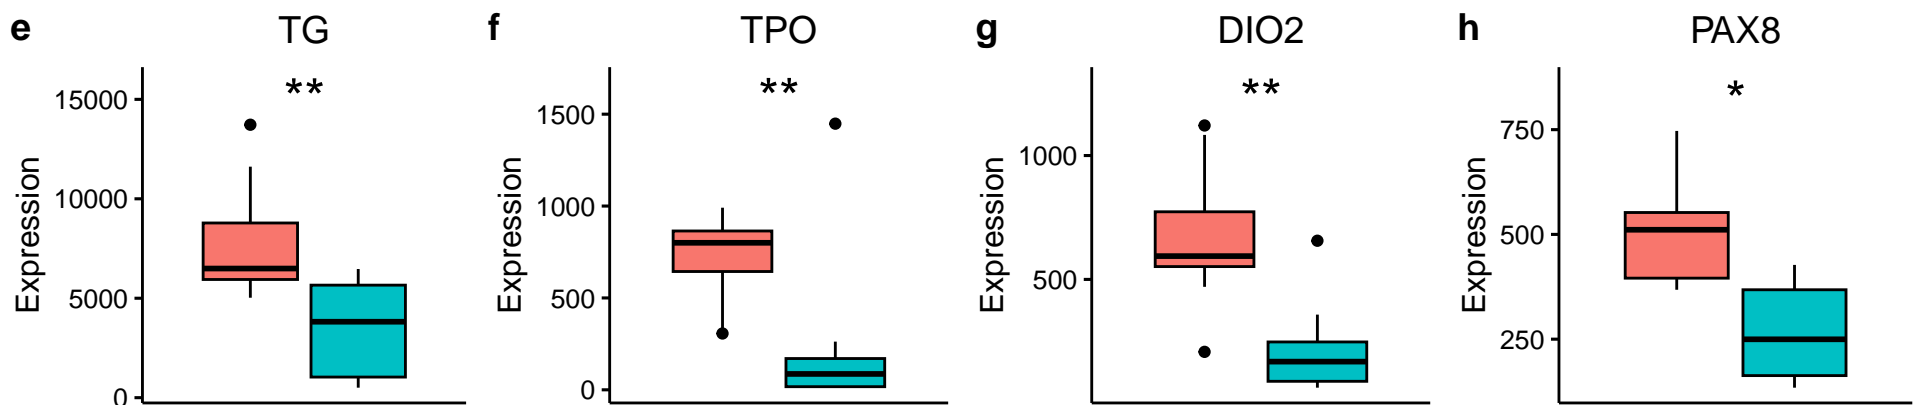 e
TG
**
Expression
15000
10000
5000
0
f
TPO
**
Expression
1500
1000
500
0
g
DIO2
**
Expression
1000
500
h
PAX8
*
Expression
750
500
250